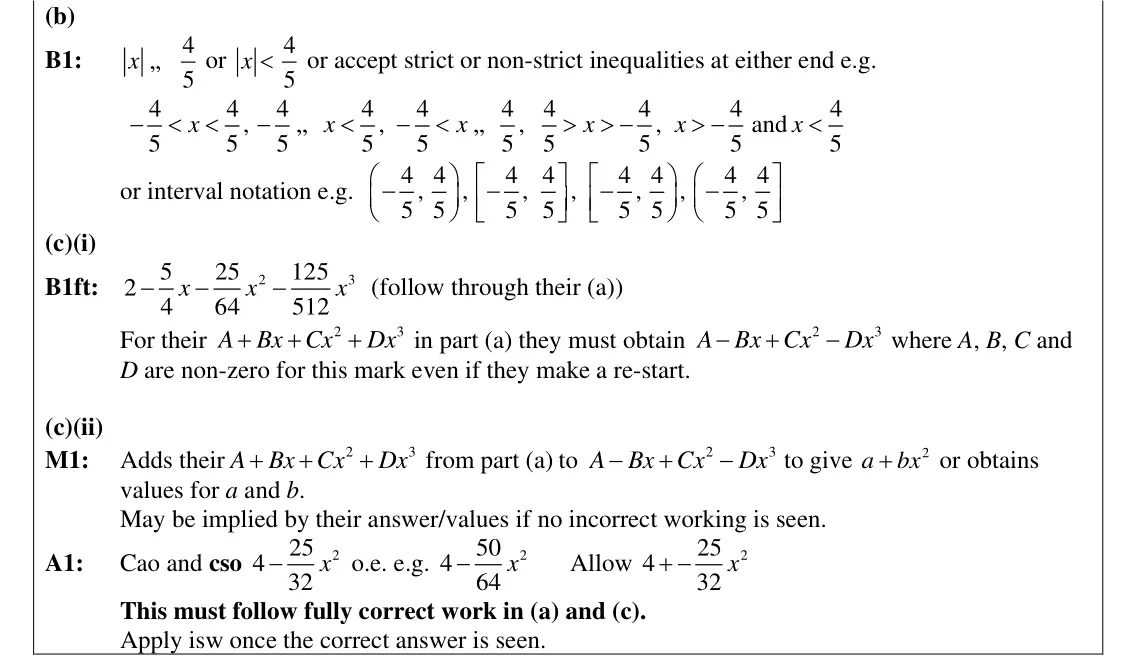 (b)
B1: |x| „ 4/5 or |x| < 4/5 or accept strict or non-strict inequalities at either end e.g.
−4/5 < x < 4/5, −4/5 „ x < 4/5, −4/5 < x „ 4/5, 4/5 > x > −4/5, x > −4/5 and x < 4/5
or interval notation e.g. (−4/5, 4/5), [−4/5, 4/5], [−4/5, 4/5), (−4/5, 4/5]
(c)(i)
B1ft: 2 − 5/4 x − 25/64 x² − 125/512 x³ (follow through their (a))
For their A + Bx + Cx² + Dx³ in part (a) they must obtain A − Bx + Cx² − Dx³ where A, B, C and
D are non-zero for this mark even if they make a re-start.
(c)(ii)
M1: Adds their A + Bx + Cx² + Dx³ from part (a) to A − Bx + Cx² − Dx³ to give a + bx² or obtains
values for a and b.
May be implied by their answer/values if no incorrect working is seen.
A1: Cao and cso 4 − 25/32 x² o.e. e.g. 4 − 50/64 x² Allow 4 + − 25/32 x²
This must follow fully correct work in (a) and (c).
Apply isw once the correct answer is seen.